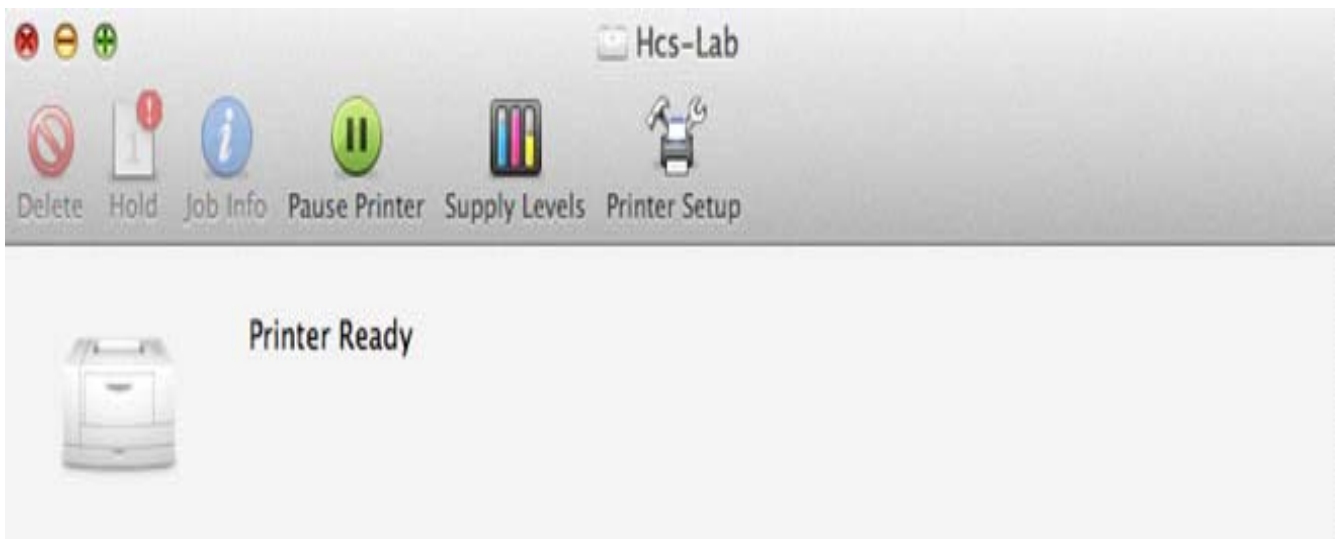 Hcs-Lab
Delete Hold Job Info Pause Printer Supply Levels Printer Setup
Printer Ready